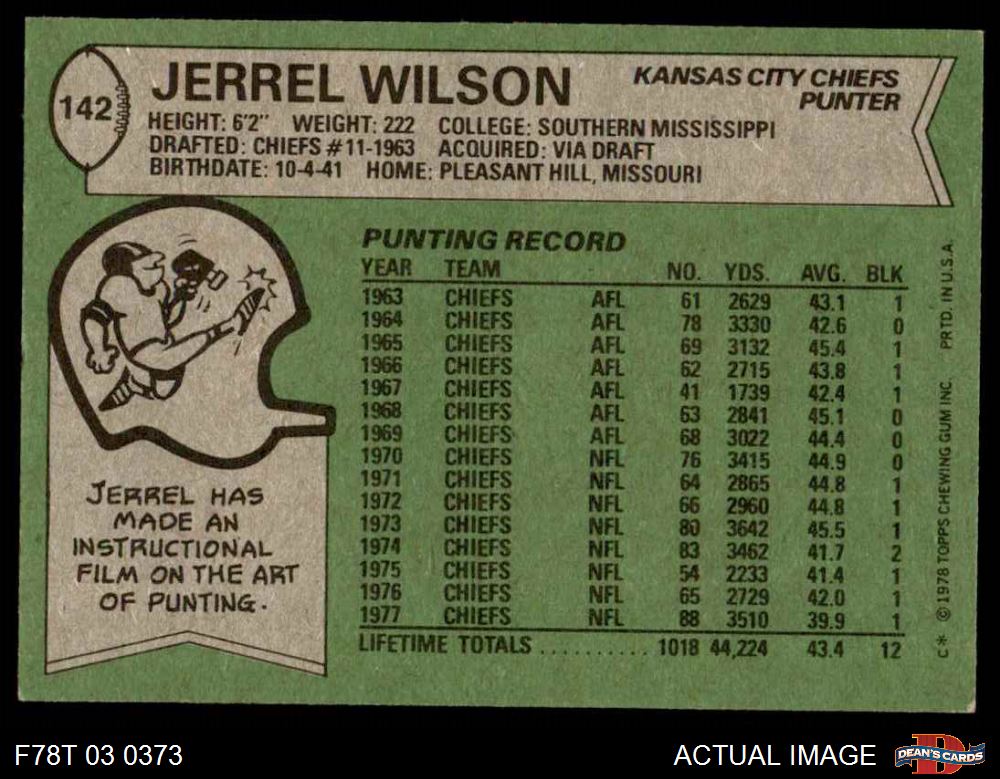 142
JERREL WILSON
KANSAS CITY CHIEFS
PUNTER
HEIGHT: 6'2" WEIGHT: 222 COLLEGE: SOUTHERN MISSISSIPPI
DRAFTED: CHIEFS #11-1963 ACQUIRED: VIA DRAFT
BIRTHDATE: 10-4-41 HOME: PLEASANT HILL, MISSOURI
PUNTING RECORD
YEAR TEAM NO. YDS. AVG. BLK
1963 CHIEFS AFL 61 2629 43.1 1
1964 CHIEFS AFL 78 3330 42.6 0
1965 CHIEFS AFL 69 3132 45.4 1
1966 CHIEFS AFL 62 2715 43.8 1
1967 CHIEFS AFL 41 1739 42.4 1
1968 CHIEFS AFL 63 2841 45.1 0
1969 CHIEFS AFL 68 3022 44.4 0
1970 CHIEFS NFL 76 3415 44.9 0
1971 CHIEFS NFL 64 2865 44.8 1
1972 CHIEFS NFL 66 2960 44.8 1
1973 CHIEFS NFL 80 3642 45.5 1
1974 CHIEFS NFL 83 3462 41.7 2
1975 CHIEFS NFL 54 2233 41.4 1
1976 CHIEFS NFL 65 2729 42.0 1
1977 CHIEFS NFL 88 3510 39.9 1
LIFETIME TOTALS .......... 1018 44,224 43.4 12
JERREL HAS
MADE AN
INSTRUCTIONAL
FILM ON THE ART
OF PUNTING.
C* © 1978 TOPPS CHEWING GUM INC. PRTD. IN U.S.A.
F78T 03 0373
ACTUAL IMAGE
DEAN'S CARDS